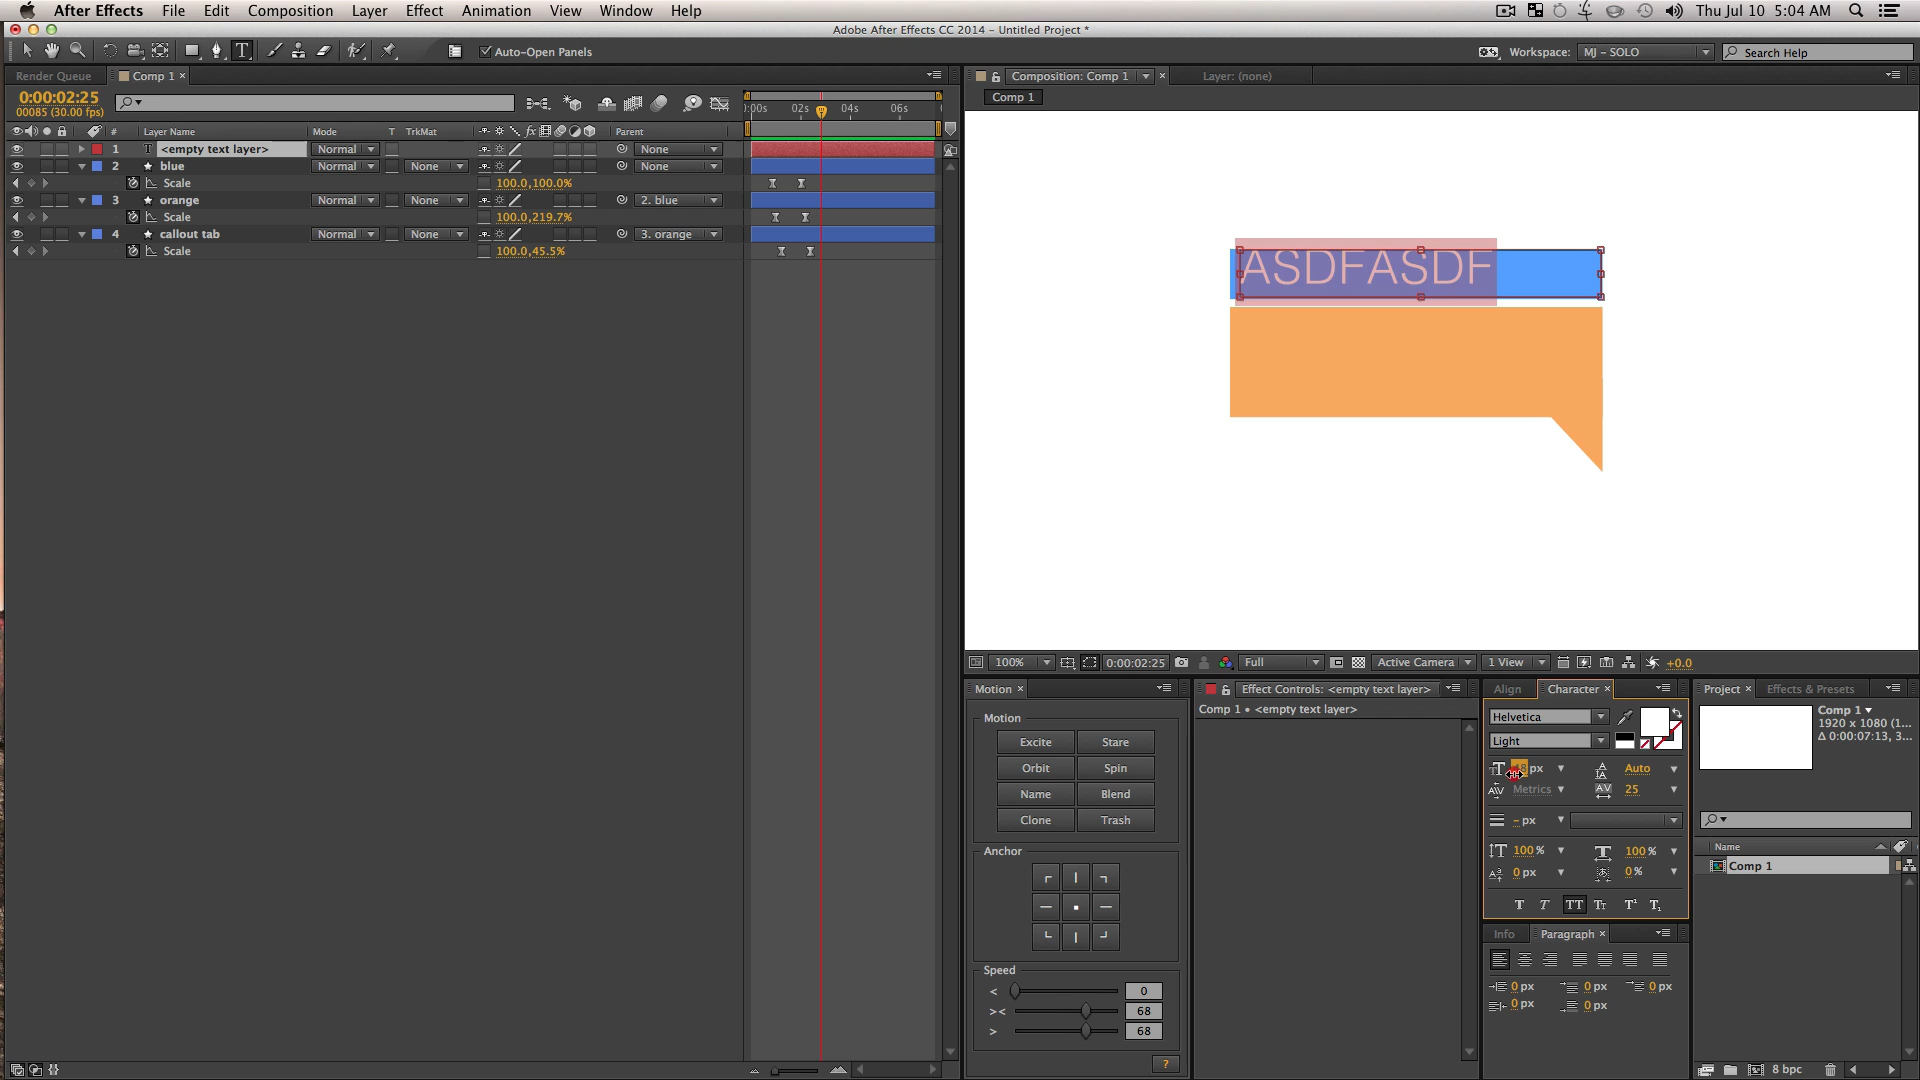 After Effects File Edit Composition Layer Effect Animation View Window Help Thu Jul 10 5:04 AM
Adobe After Effects CC 2014 - Untitled Project *
Auto-Open Panels Workspace: MJ - SOLO Search Help
Render Queue Comp 1 × Composition: Comp 1 × Layer: (none)
0:00:02:25
00085 (30.00 fps)
Comp 1
:00s 02s 04s 06s
# Layer Name Mode T TrkMat fx Parent
1 T <empty text layer> Normal None
2 blue Normal None None
Scale 100.0,100.0%
3 orange Normal None 2. blue
Scale 100.0,219.7%
4 callout tab Normal None 3. orange
Scale 100.0,45.5%
ASDFASDF
100% 0:00:02:25 Full Active Camera 1 View +0.0
Motion ×
Motion
Excite Stare
Orbit Spin
Name Blend
Clone Trash
Anchor
Speed
< 0
>< 68
> 68
?
Effect Controls: <empty text layer>
Comp 1 • <empty text layer>
Align Character ×
Helvetica
Light
px Auto
Metrics 25
- px
100 % 100 %
0 px 0 %
T T TT Tt T¹ T₁
Info Paragraph ×
0 px 0 px 0 px
0 px 0 px
Project × Effects & Presets
Comp 1
1920 x 1080 (1...
Δ 0:00:07:13, 3...
Name
Comp 1
8 bpc